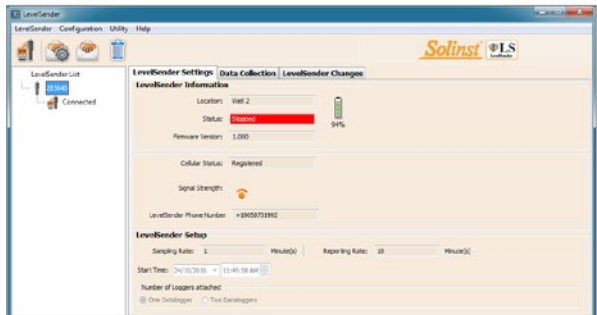 LevelSender
LevelSender Configuration Utility Help
Solinst LS
LevelSender
LevelSender List
Connected
LevelSender Settings Data Collection LevelSender Changes
LevelSender Information
Location: Well 2
Status: Stopped
94%
Firmware Version: 1.000
Cellular Status: Registered
Signal Strength:
LevelSender Phone Number +19058731992
LevelSender Setup
Sampling Rate: 1 Minute(s) Reporting Rate: 10 Minute(s)
Start Time: 24/10/2016 11:45:58 AM
Number of Loggers attached
One Datalogger Two Dataloggers